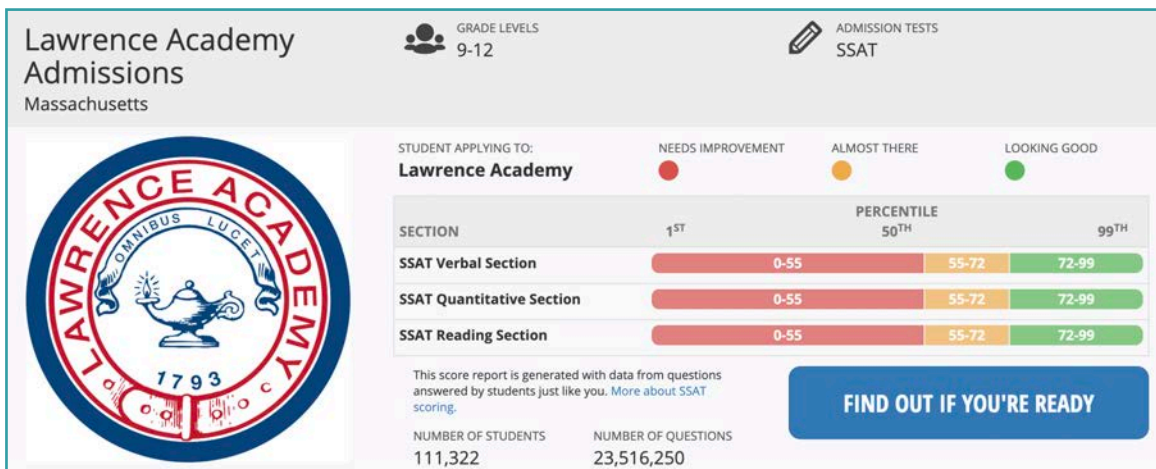 Lawrence Academy
Admissions
Massachusetts
GRADE LEVELS
9-12
ADMISSION TESTS
SSAT
LAWRENCE ACADEMY
OMNIBUS LUCET
1793
STUDENT APPLYING TO:
Lawrence Academy
NEEDS IMPROVEMENT
ALMOST THERE
LOOKING GOOD
SECTION
PERCENTILE
1ST 50TH 99TH
SSAT Verbal Section 0-55 55-72 72-99
SSAT Quantitative Section 0-55 55-72 72-99
SSAT Reading Section 0-55 55-72 72-99
This score report is generated with data from questions
answered by students just like you. More about SSAT
scoring.
FIND OUT IF YOU'RE READY
NUMBER OF STUDENTS
111,322
NUMBER OF QUESTIONS
23,516,250